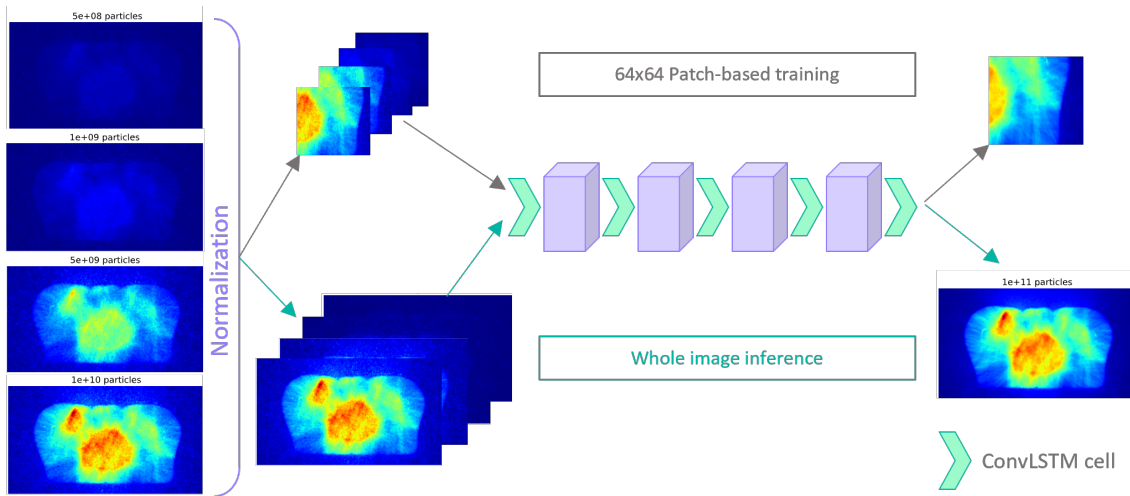 5e+08 particles
1e+09 particles
5e+09 particles
1e+10 particles
Normalization
64x64 Patch-based training
Whole image inference
1e+11 particles
ConvLSTM cell